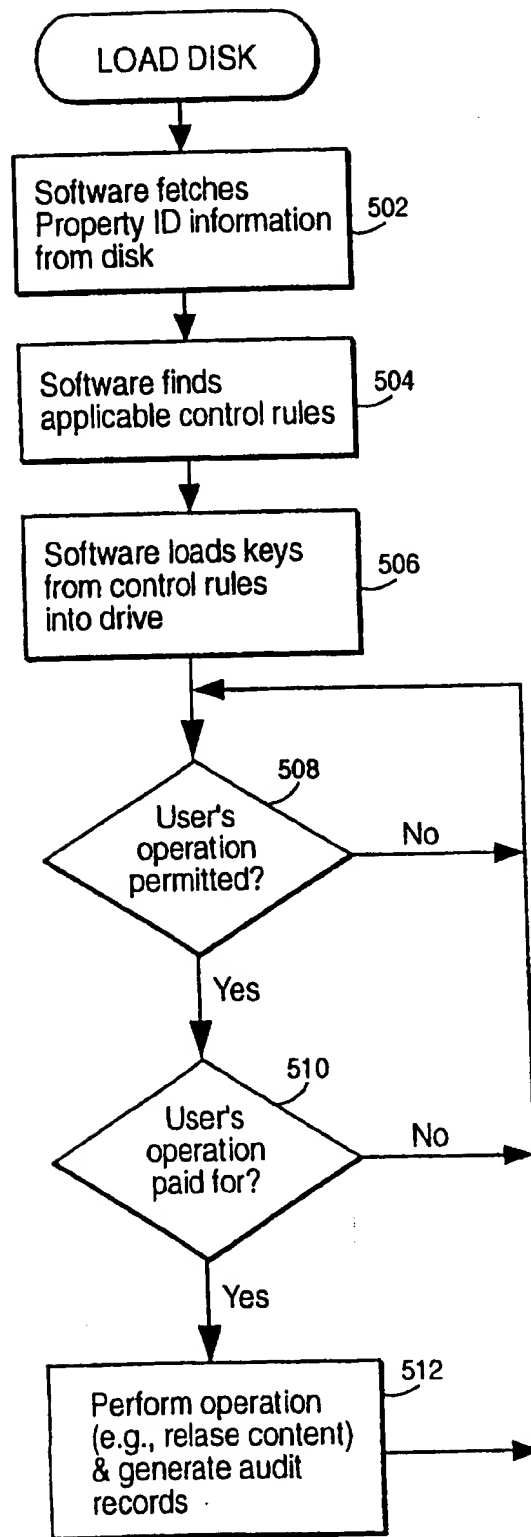 LOAD DISK
Software fetches
Property ID information
from disk
502
Software finds
applicable control rules
504
Software loads keys
from control rules
into drive
506
508
User's
operation
permitted?
No
Yes
510
User's
operation
paid for?
No
Yes
512
Perform operation
(e.g., relase content)
& generate audit
records